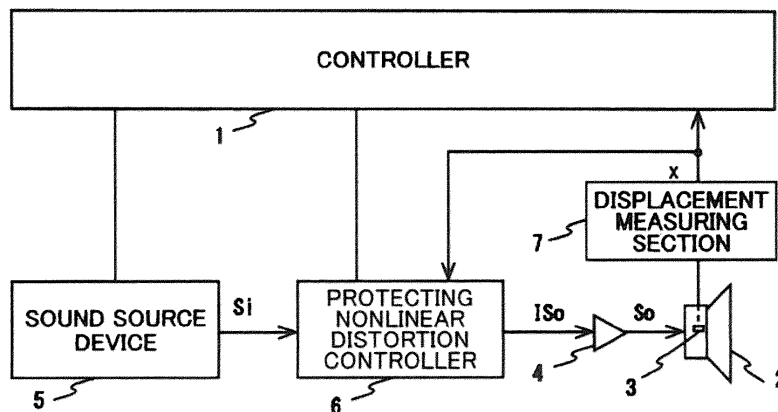 CONTROLLER
1
x
DISPLACEMENT
MEASURING
SECTION
7
SOUND SOURCE
DEVICE
5
Si
PROTECTING
NONLINEAR
DISTORTION
CONTROLLER
6
ISo
4
So
3
2